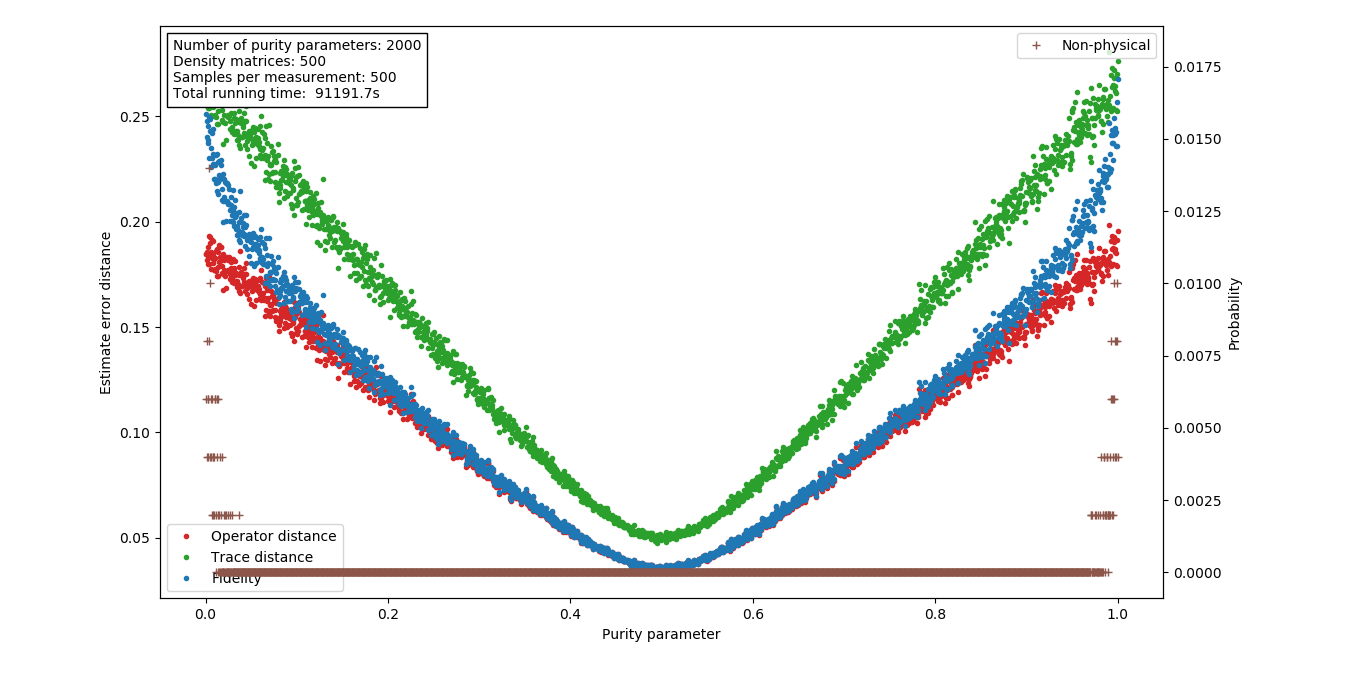 Number of purity parameters: 2000
Density matrices: 500
Samples per measurement: 500
Total running time:  91191.7s
Non-physical
Estimate error distance
0.25
0.20
0.15
0.10
0.05
0.0175
0.0150
0.0125
0.0100
0.0075
0.0050
0.0025
0.0000
Probability
Operator distance
Trace distance
Fidelity
0.0 0.2 0.4 0.6 0.8 1.0
Purity parameter